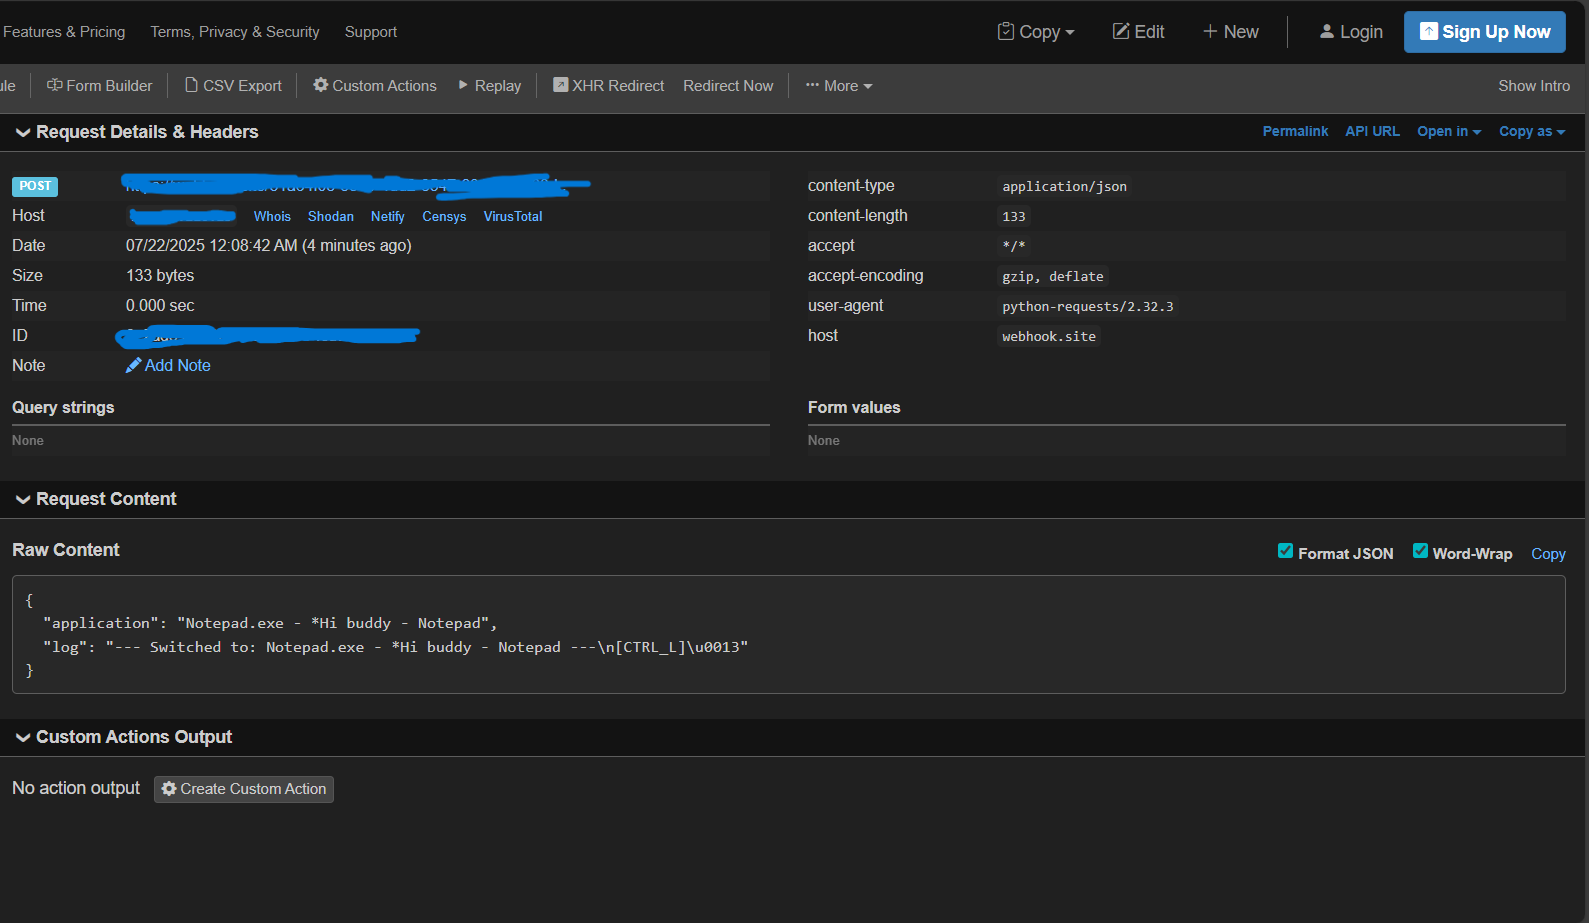 Features & Pricing Terms, Privacy & Security Support Copy Edit New Login Sign Up Now
Form Builder CSV Export Custom Actions Replay XHR Redirect Redirect Now ··· More Show Intro
Request Details & Headers Permalink API URL Open in Copy as
POST
Host Whois Shodan Netify Censys VirusTotal
Date 07/22/2025 12:08:42 AM (4 minutes ago)
Size 133 bytes
Time 0.000 sec
ID
Note Add Note
content-type application/json
content-length 133
accept */*
accept-encoding gzip, deflate
user-agent python-requests/2.32.3
host webhook.site
Query strings
None
Form values
None
Request Content
Raw Content Format JSON Word-Wrap Copy
{
"application": "Notepad.exe - *Hi buddy - Notepad",
"log": "--- Switched to: Notepad.exe - *Hi buddy - Notepad ---\n[CTRL_L]\u0013"
}
Custom Actions Output
No action output Create Custom Action